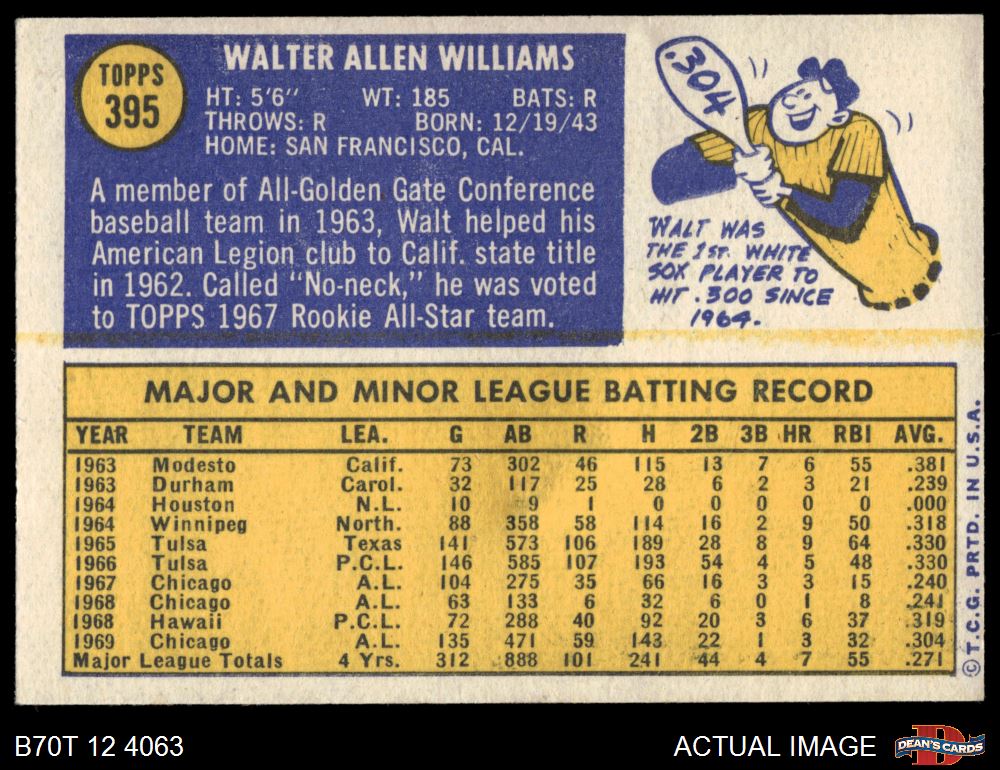 TOPPS
395
WALTER ALLEN WILLIAMS
HT: 5'6" WT: 185 BATS: R
THROWS: R BORN: 12/19/43
HOME: SAN FRANCISCO, CAL.
A member of All-Golden Gate Conference
baseball team in 1963, Walt helped his
American Legion club to Calif. state title
in 1962. Called "No-neck," he was voted
to TOPPS 1967 Rookie All-Star team.
.304
WALT WAS
THE 1ST. WHITE
SOX PLAYER TO
HIT .300 SINCE
1964.
MAJOR AND MINOR LEAGUE BATTING RECORD
YEAR TEAM LEA. G AB R H 2B 3B HR RBI AVG.
1963 Modesto Calif. 73 302 46 115 13 7 6 55 .381
1963 Durham Carol. 32 117 25 28 6 2 3 21 .239
1964 Houston N.L. 10 9 1 0 0 0 0 0 .000
1964 Winnipeg North. 88 358 58 114 16 2 9 50 .318
1965 Tulsa Texas 141 573 106 189 28 8 9 64 .330
1966 Tulsa P.C.L. 146 585 107 193 54 4 5 48 .330
1967 Chicago A.L. 104 275 35 66 16 3 3 15 .240
1968 Chicago A.L. 63 133 6 32 6 0 1 8 .241
1968 Hawaii P.C.L. 72 288 40 92 20 3 6 37 .319
1969 Chicago A.L. 135 471 59 143 22 1 3 32 .304
Major League Totals 4 Yrs. 312 888 101 241 44 4 7 55 .271
©T.C.G. PRTD. IN U.S.A.
B70T 12 4063
ACTUAL IMAGE
D
DEAN'S CARDS